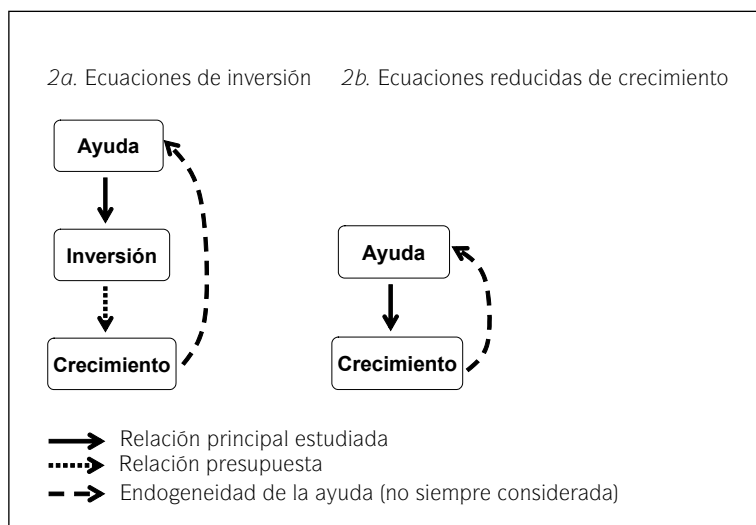 2a. Ecuaciones de inversión
2b. Ecuaciones reducidas de crecimiento
Ayuda
Inversión
Crecimiento
Ayuda
Crecimiento
Relación principal estudiada
Relación presupuesta
Endogeneidad de la ayuda (no siempre considerada)